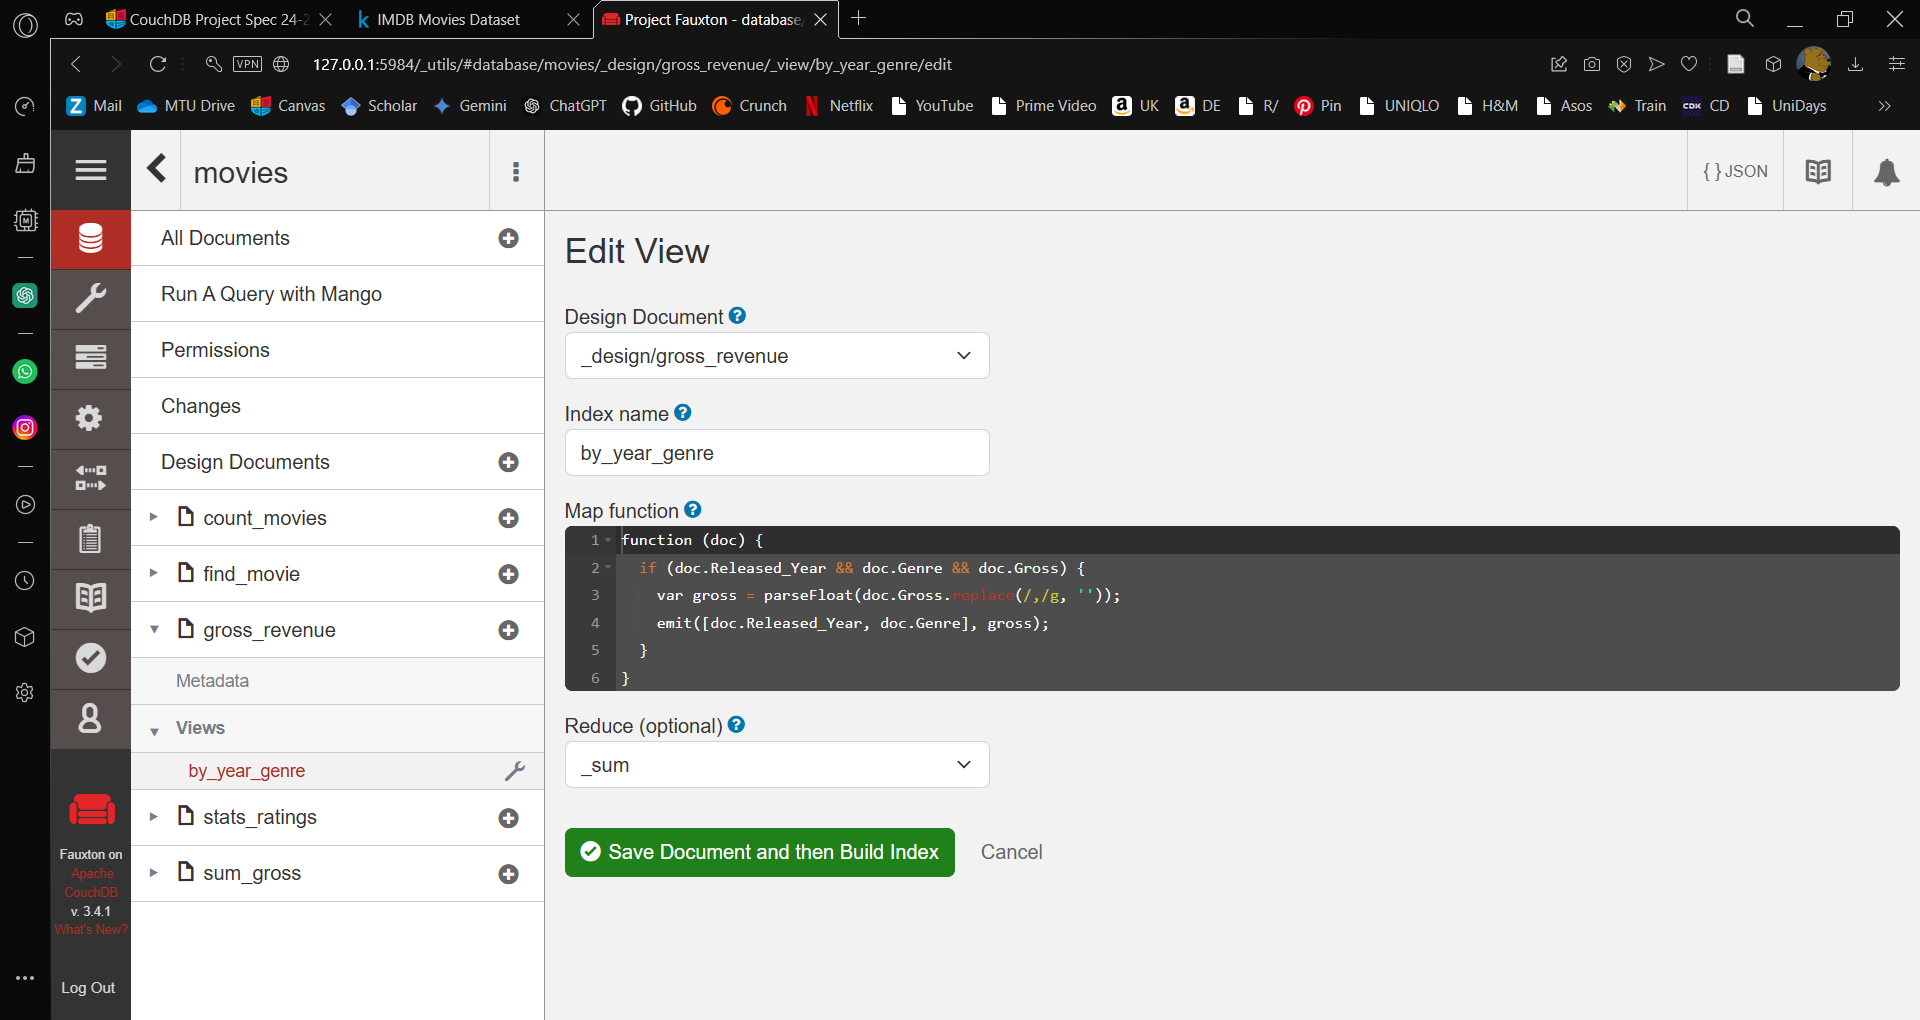 CouchDB Project Spec 24-2
IMDB Movies Dataset
Project Fauxton - database/
VPN
127.0.0.1:5984/_utils/#database/movies/_design/gross_revenue/_view/by_year_genre/edit
Mail
MTU Drive
Canvas
Scholar
Gemini
ChatGPT
GitHub
Crunch
Netflix
YouTube
Prime Video
UK
DE
R/
Pin
UNIQLO
H&M
Asos
Train
CD
UniDays
movies
{ } JSON
All Documents
Run A Query with Mango
Permissions
Changes
Design Documents
count_movies
find_movie
gross_revenue
Metadata
Views
by_year_genre
stats_ratings
sum_gross
Fauxton on
Apache
CouchDB
v. 3.4.1
What's New?
Log Out
Edit View
Design Document
_design/gross_revenue
Index name
by_year_genre
Map function
1 function (doc) {
2 if (doc.Released_Year && doc.Genre && doc.Gross) {
3 var gross = parseFloat(doc.Gross.replace(/,/g, ''));
4 emit([doc.Released_Year, doc.Genre], gross);
5 }
6 }
Reduce (optional)
_sum
Save Document and then Build Index
Cancel